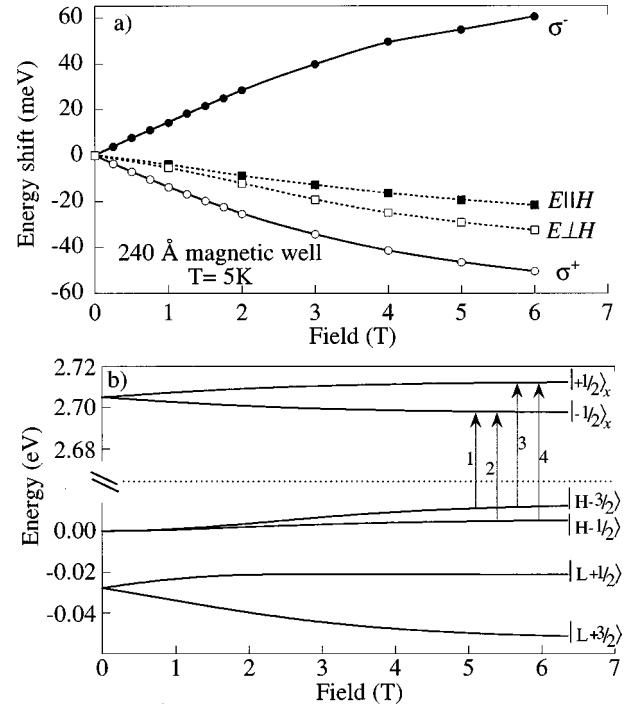 a)
Energy shift (meV)
60
40
20
0
-20
-40
-60
σ-
E||H
E⊥H
σ+
240 Å magnetic well
T= 5K
0 1 2 3 4 5 6 7
Field (T)
b)
Energy (eV)
2.72
2.70
2.68
0.00
-0.02
-0.04
|+1/2⟩x
|-1/2⟩x
1 2 3 4
|H-3/2⟩
|H-1/2⟩
|L+1/2⟩
|L+3/2⟩
0 1 2 3 4 5 6 7
Field (T)